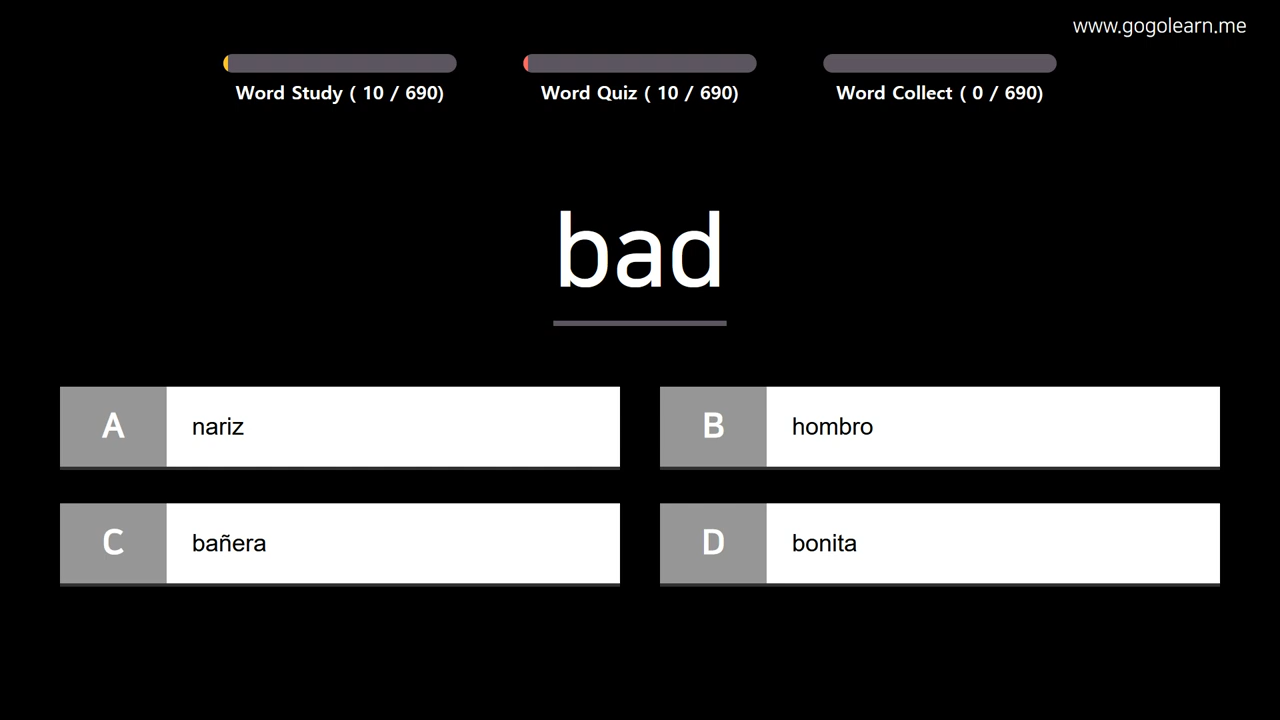 www.gogolearn.me
Word Study ( 10 / 690)
Word Quiz ( 10 / 690)
Word Collect ( 0 / 690)
bad
A nariz
B hombro
C bañera
D bonita